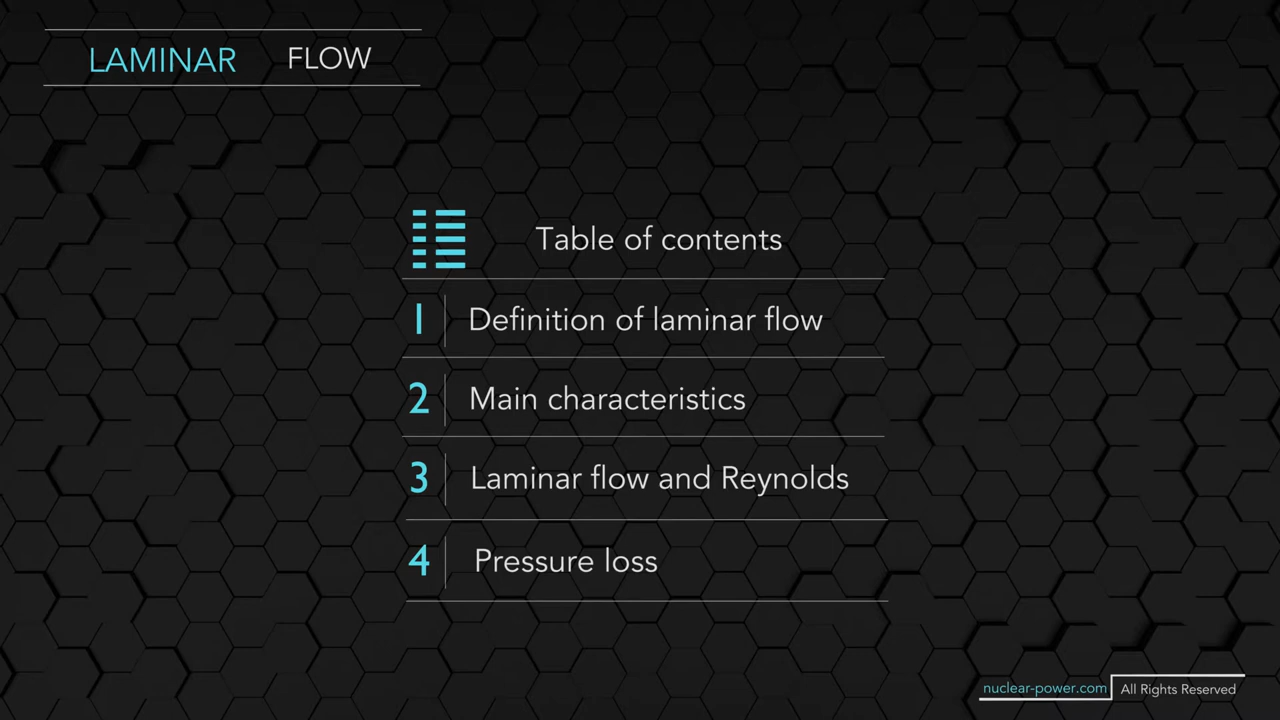 LAMINAR FLOW
Table of contents
1 Definition of laminar flow
2 Main characteristics
3 Laminar flow and Reynolds
4 Pressure loss
nuclear-power.com All Rights Reserved